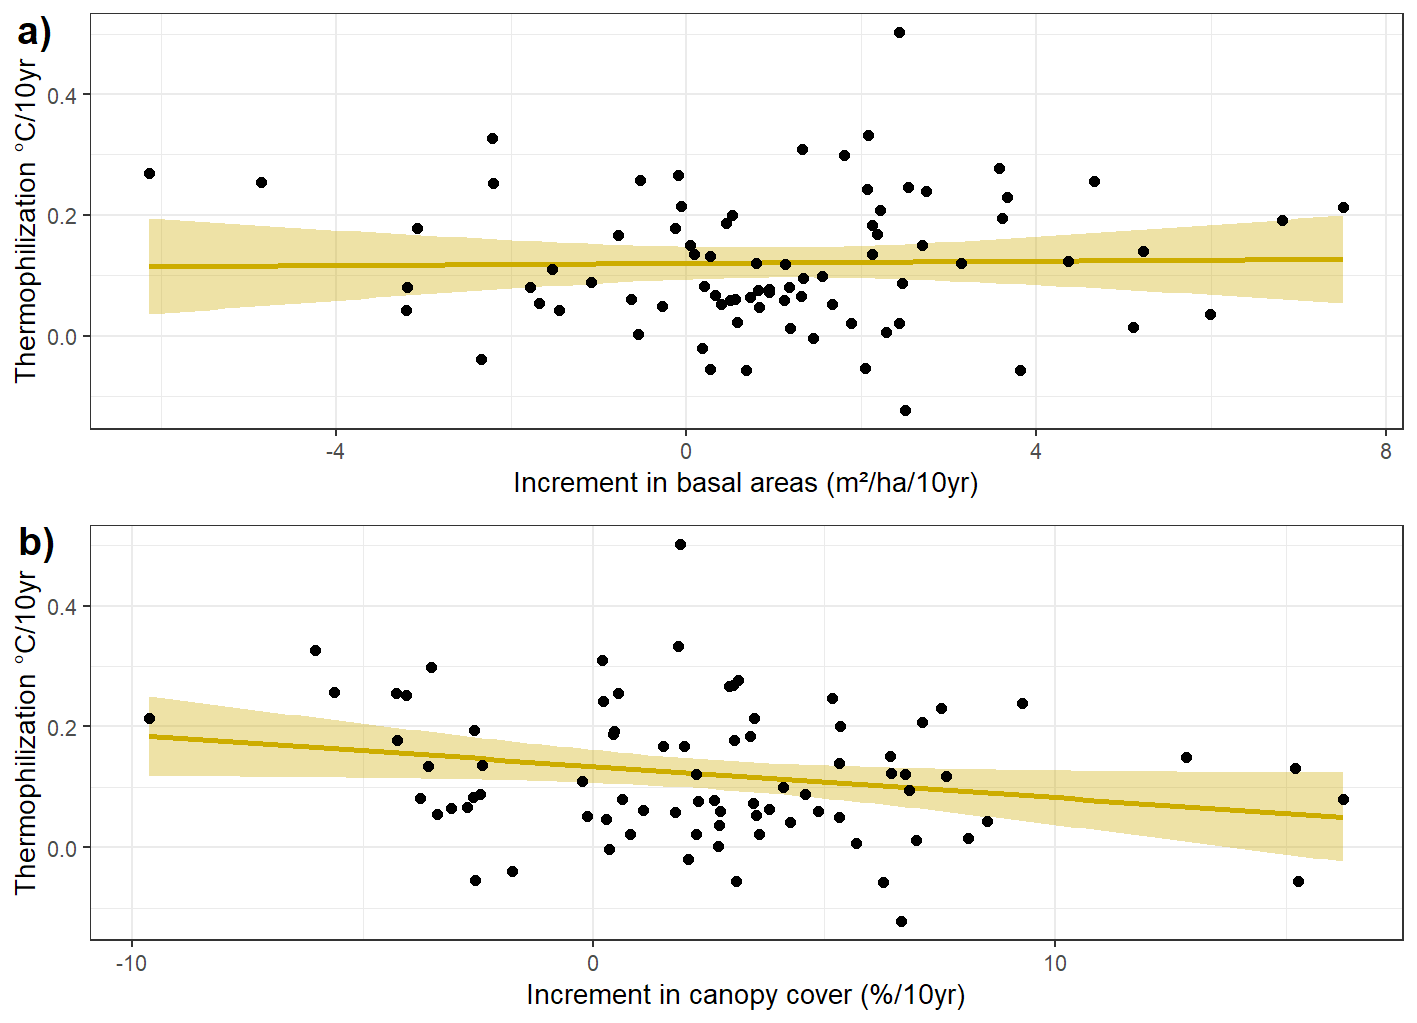 a)
Thermophilization °C/10yr
0.4
0.2
0.0
-4
0
4
8
Increment in basal areas (m²/ha/10yr)
b)
Thermophilization °C/10yr
0.4
0.2
0.0
-10
0
10
Increment in canopy cover (%/10yr)